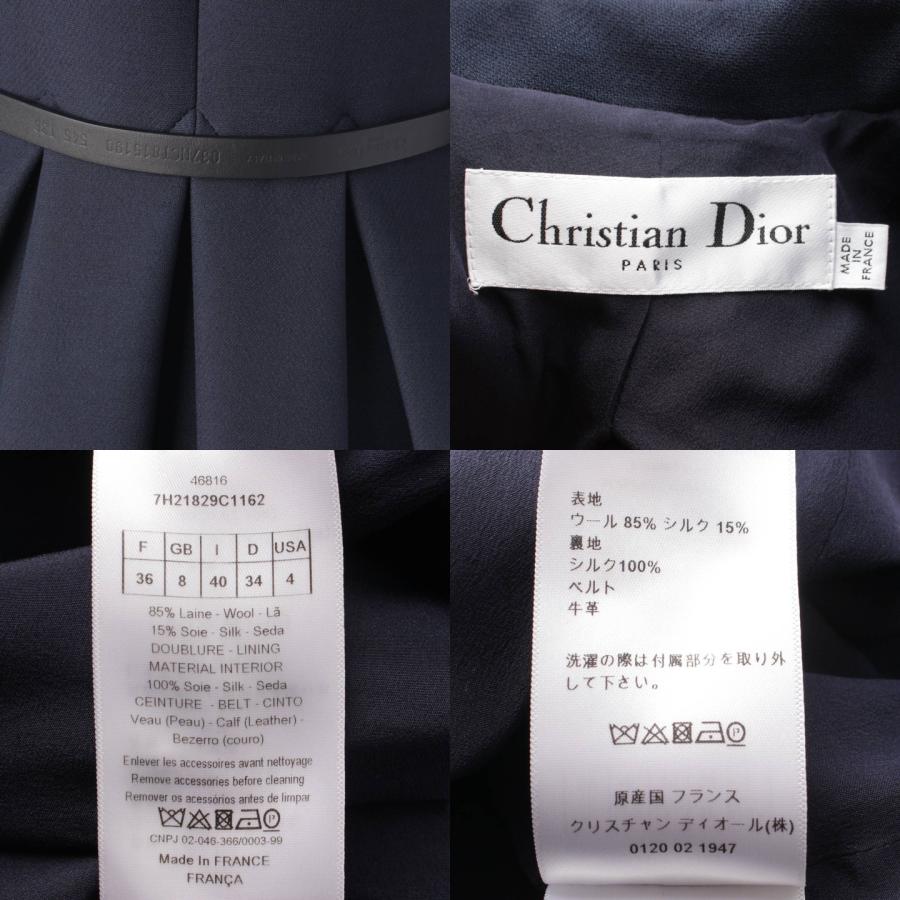 Christian Dior
PARIS
MADE
IN
FRANCE
46816
7H21829C1162
F GB I D USA
36 8 40 34 4
85% Laine - Wool - Lã
15% Soie - Silk - Seda
DOUBLURE - LINING
MATERIAL INTERIOR
100% Soie - Silk - Seda
CEINTURE - BELT - CINTO
Veau (Peau) - Calf (Leather) -
Bezerro (couro)
Enlever les accessoires avant nettoyage
Remove accessories before cleaning
Remover os acessórios antes de limpar
CNPJ 02-046-366/0003-99
Made In FRANCE
FRANÇA
表地
ウール 85% シルク 15%
裏地
シルク100%
ベルト
牛革
洗濯の際は付属部分を取り外
して下さい。
P
原産国 フランス
クリスチャン ディオール(株)
0120 02 1947